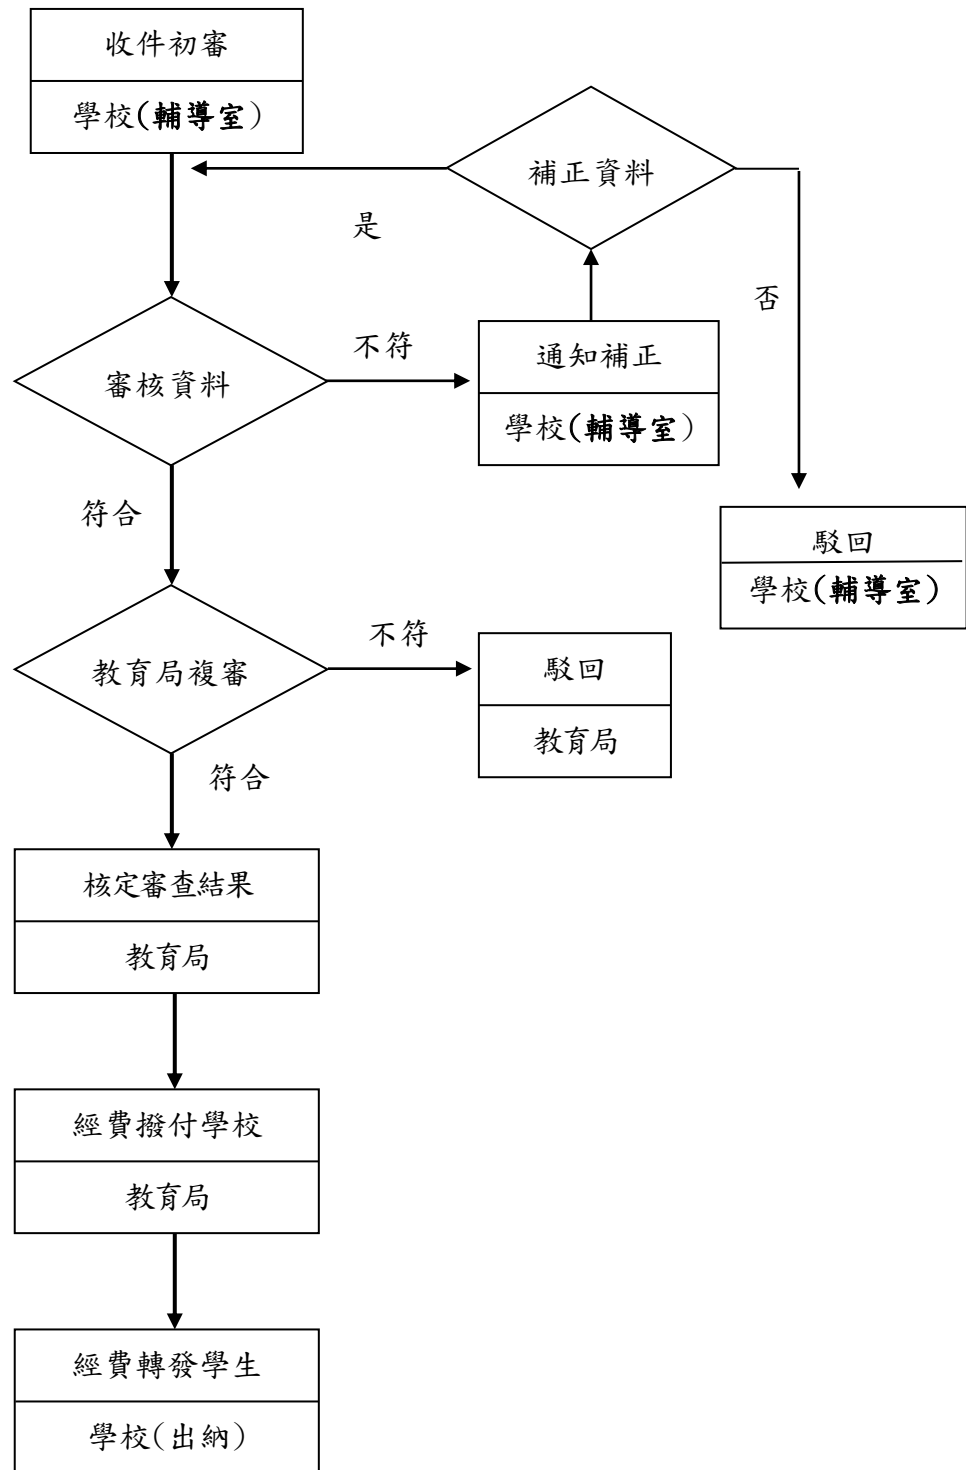 收件初審
學校(輔導室)
補正資料
是
否
不符
通知補正
學校(輔導室)
審核資料
符合
駁回
學校(輔導室)
不符
教育局複審
駁回
教育局
符合
核定審查結果
教育局
經費撥付學校
教育局
經費轉發學生
學校(出納)